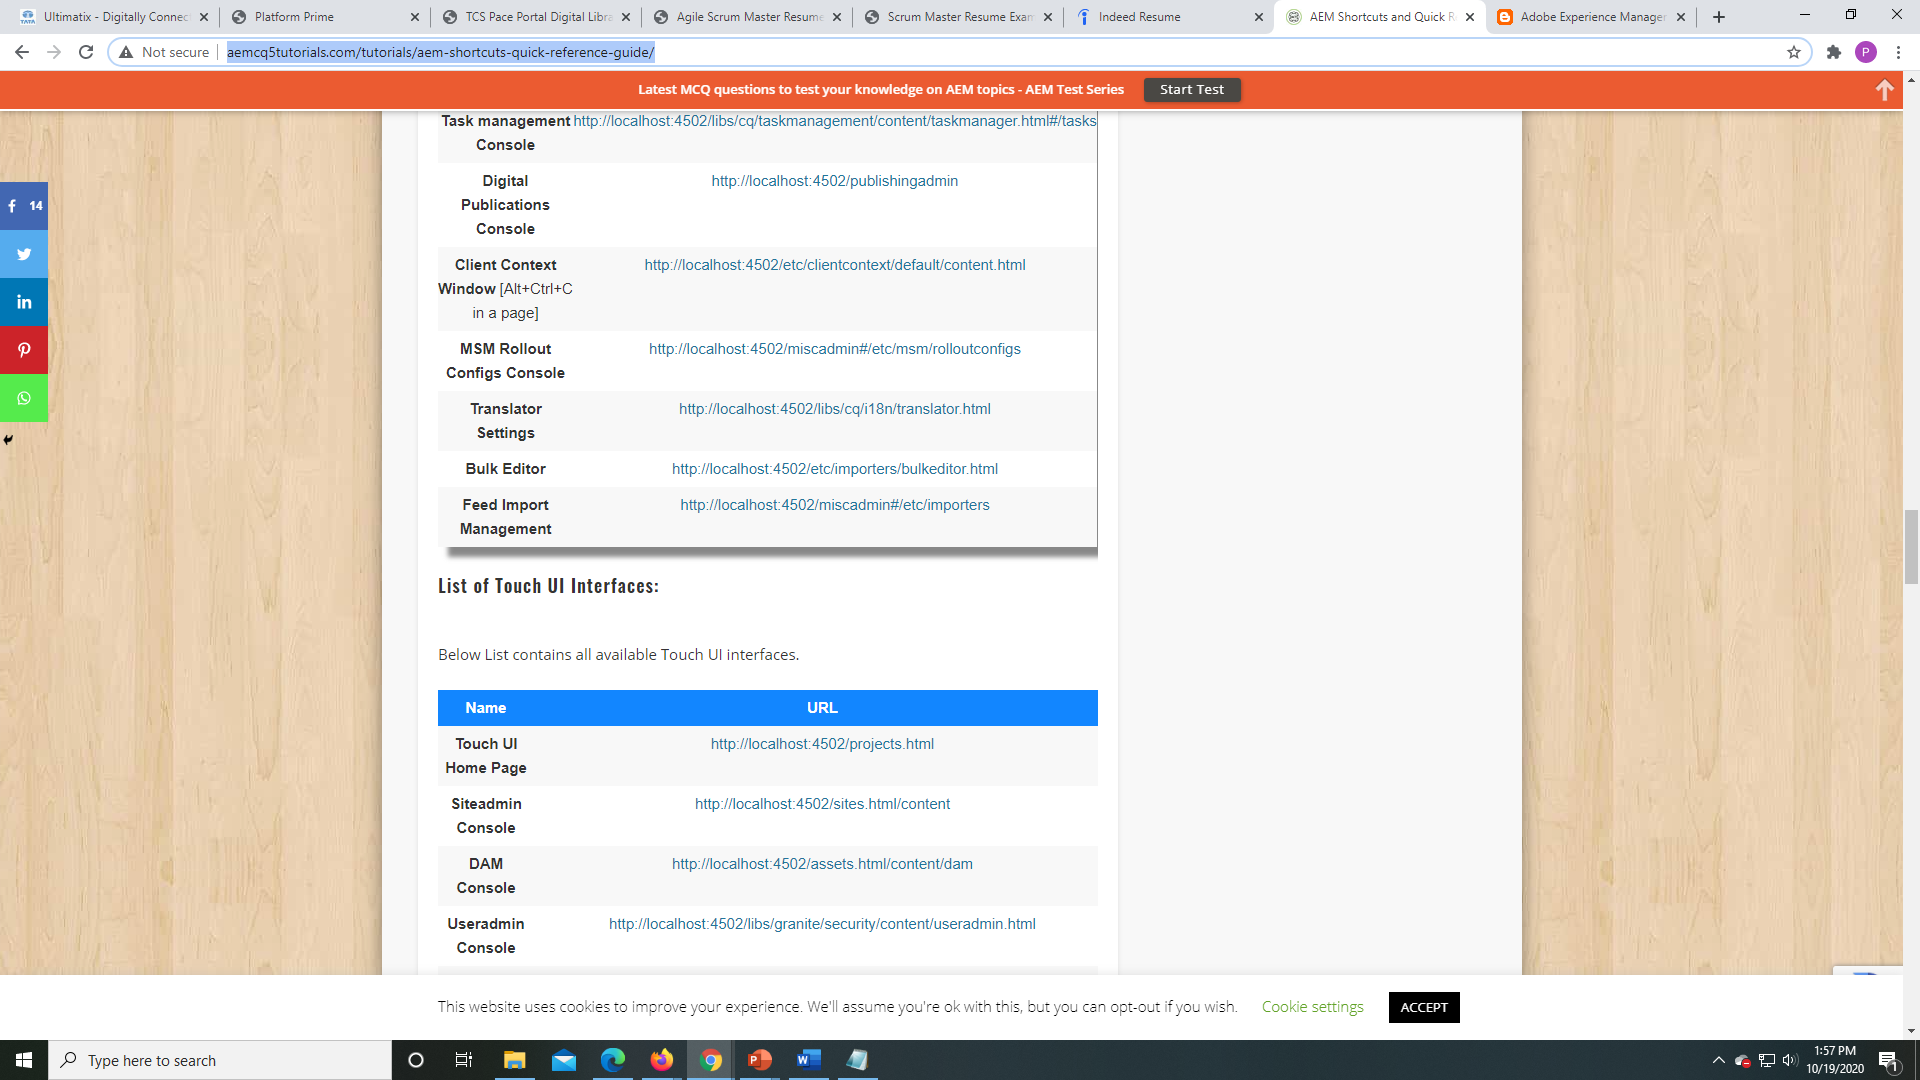 Ultimatix - Digitally Connect
Platform Prime
TCS Pace Portal Digital Libra
Agile Scrum Master Resume
Scrum Master Resume Exam
Indeed Resume
AEM Shortcuts and Quick R
Adobe Experience Manager
Not secure
aemcq5tutorials.com/tutorials/aem-shortcuts-quick-reference-guide/
P
Latest MCQ questions to test your knowledge on AEM topics - AEM Test Series
Start Test
14
Task management http://localhost:4502/libs/cq/taskmanagement/content/taskmanager.html#/tasks
Console
Digital http://localhost:4502/publishingadmin
Publications
Console
Client Context http://localhost:4502/etc/clientcontext/default/content.html
Window [Alt+Ctrl+C
in a page]
MSM Rollout http://localhost:4502/miscadmin#/etc/msm/rolloutconfigs
Configs Console
Translator http://localhost:4502/libs/cq/i18n/translator.html
Settings
Bulk Editor http://localhost:4502/etc/importers/bulkeditor.html
Feed Import http://localhost:4502/miscadmin#/etc/importers
Management
List of Touch UI Interfaces:
Below List contains all available Touch UI interfaces.
Name URL
Touch UI http://localhost:4502/projects.html
Home Page
Siteadmin http://localhost:4502/sites.html/content
Console
DAM http://localhost:4502/assets.html/content/dam
Console
Useradmin http://localhost:4502/libs/granite/security/content/useradmin.html
Console
This website uses cookies to improve your experience. We'll assume you're ok with this, but you can opt-out if you wish.
Cookie settings
ACCEPT
Type here to search
1:57 PM
10/19/2020
1